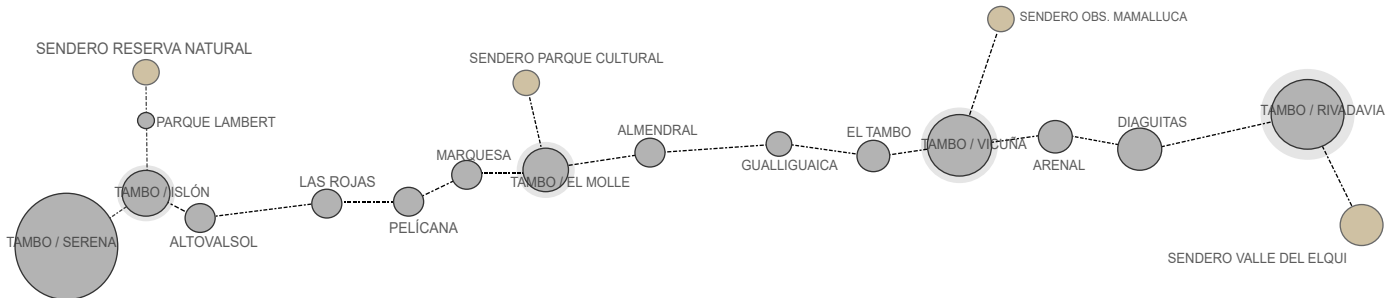 SENDERO OBS. MAMALLUCA
SENDERO RESERVA NATURAL
SENDERO PARQUE CULTURAL
TAMBO / RIVADAVIA
PARQUE LAMBERT
DIAGUITAS
ALMENDRAL
EL TAMBO
TAMBO / VICUÑA
MARQUESA
GUALLIGUAICA
ARENAL
LAS ROJAS
TAMBO / EL MOLLE
TAMBO / ISLÓN
PELÍCANA
ALTOVALSOL
TAMBO / SERENA
SENDERO VALLE DEL ELQUI